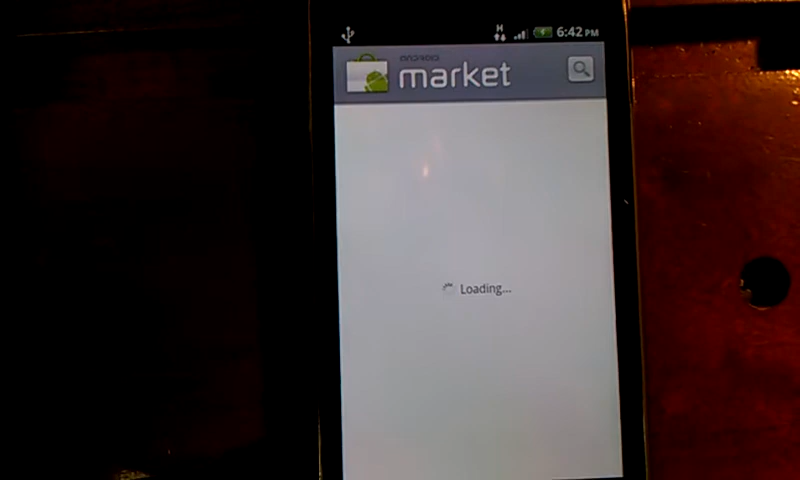 H
6:42 PM
ANDROID
market
Loading...